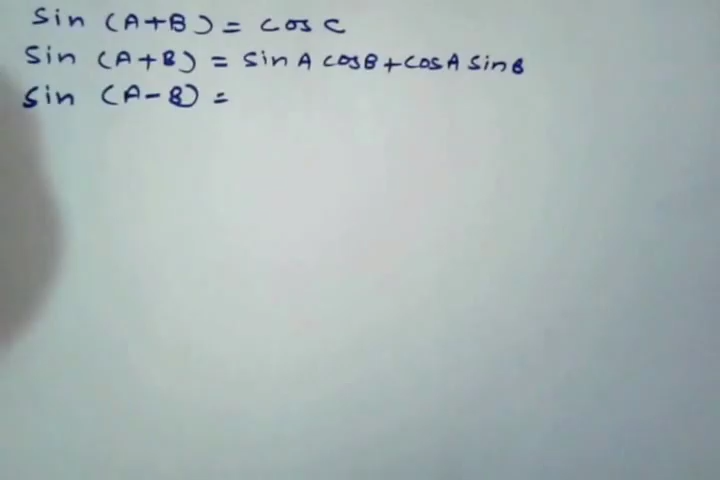 Sin (A+B) = cos c
Sin (A+B) = sin A cosB + cosA sinB
Sin (A-B) =